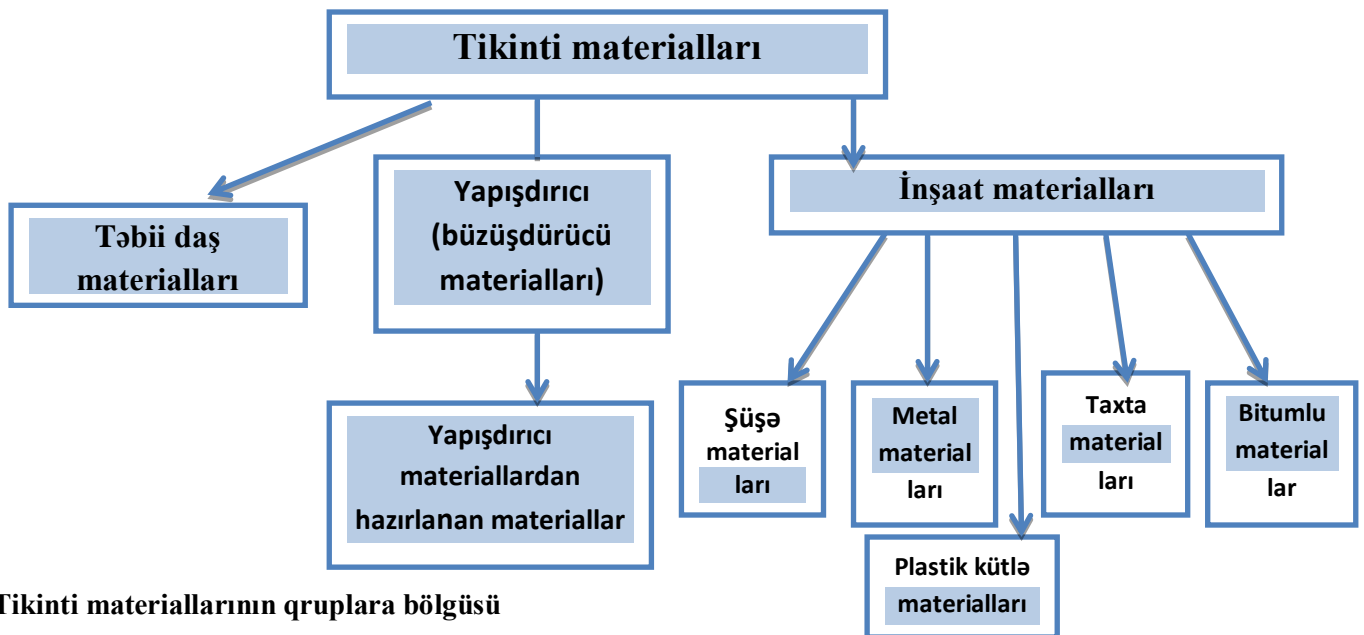 Tikinti materialları
Təbii daş
materialları
Yapışdırıcı
(büzüşdürücü
materialları)
İnşaat materialları
Yapışdırıcı
materiallardan
hazırlanan materiallar
Şüşə
material
ları
Metal
material
ları
Plastik kütlə
materialları
Taxta
material
ları
Bitumlu
material
lar
Tikinti materiallarının qruplara bölgüsü